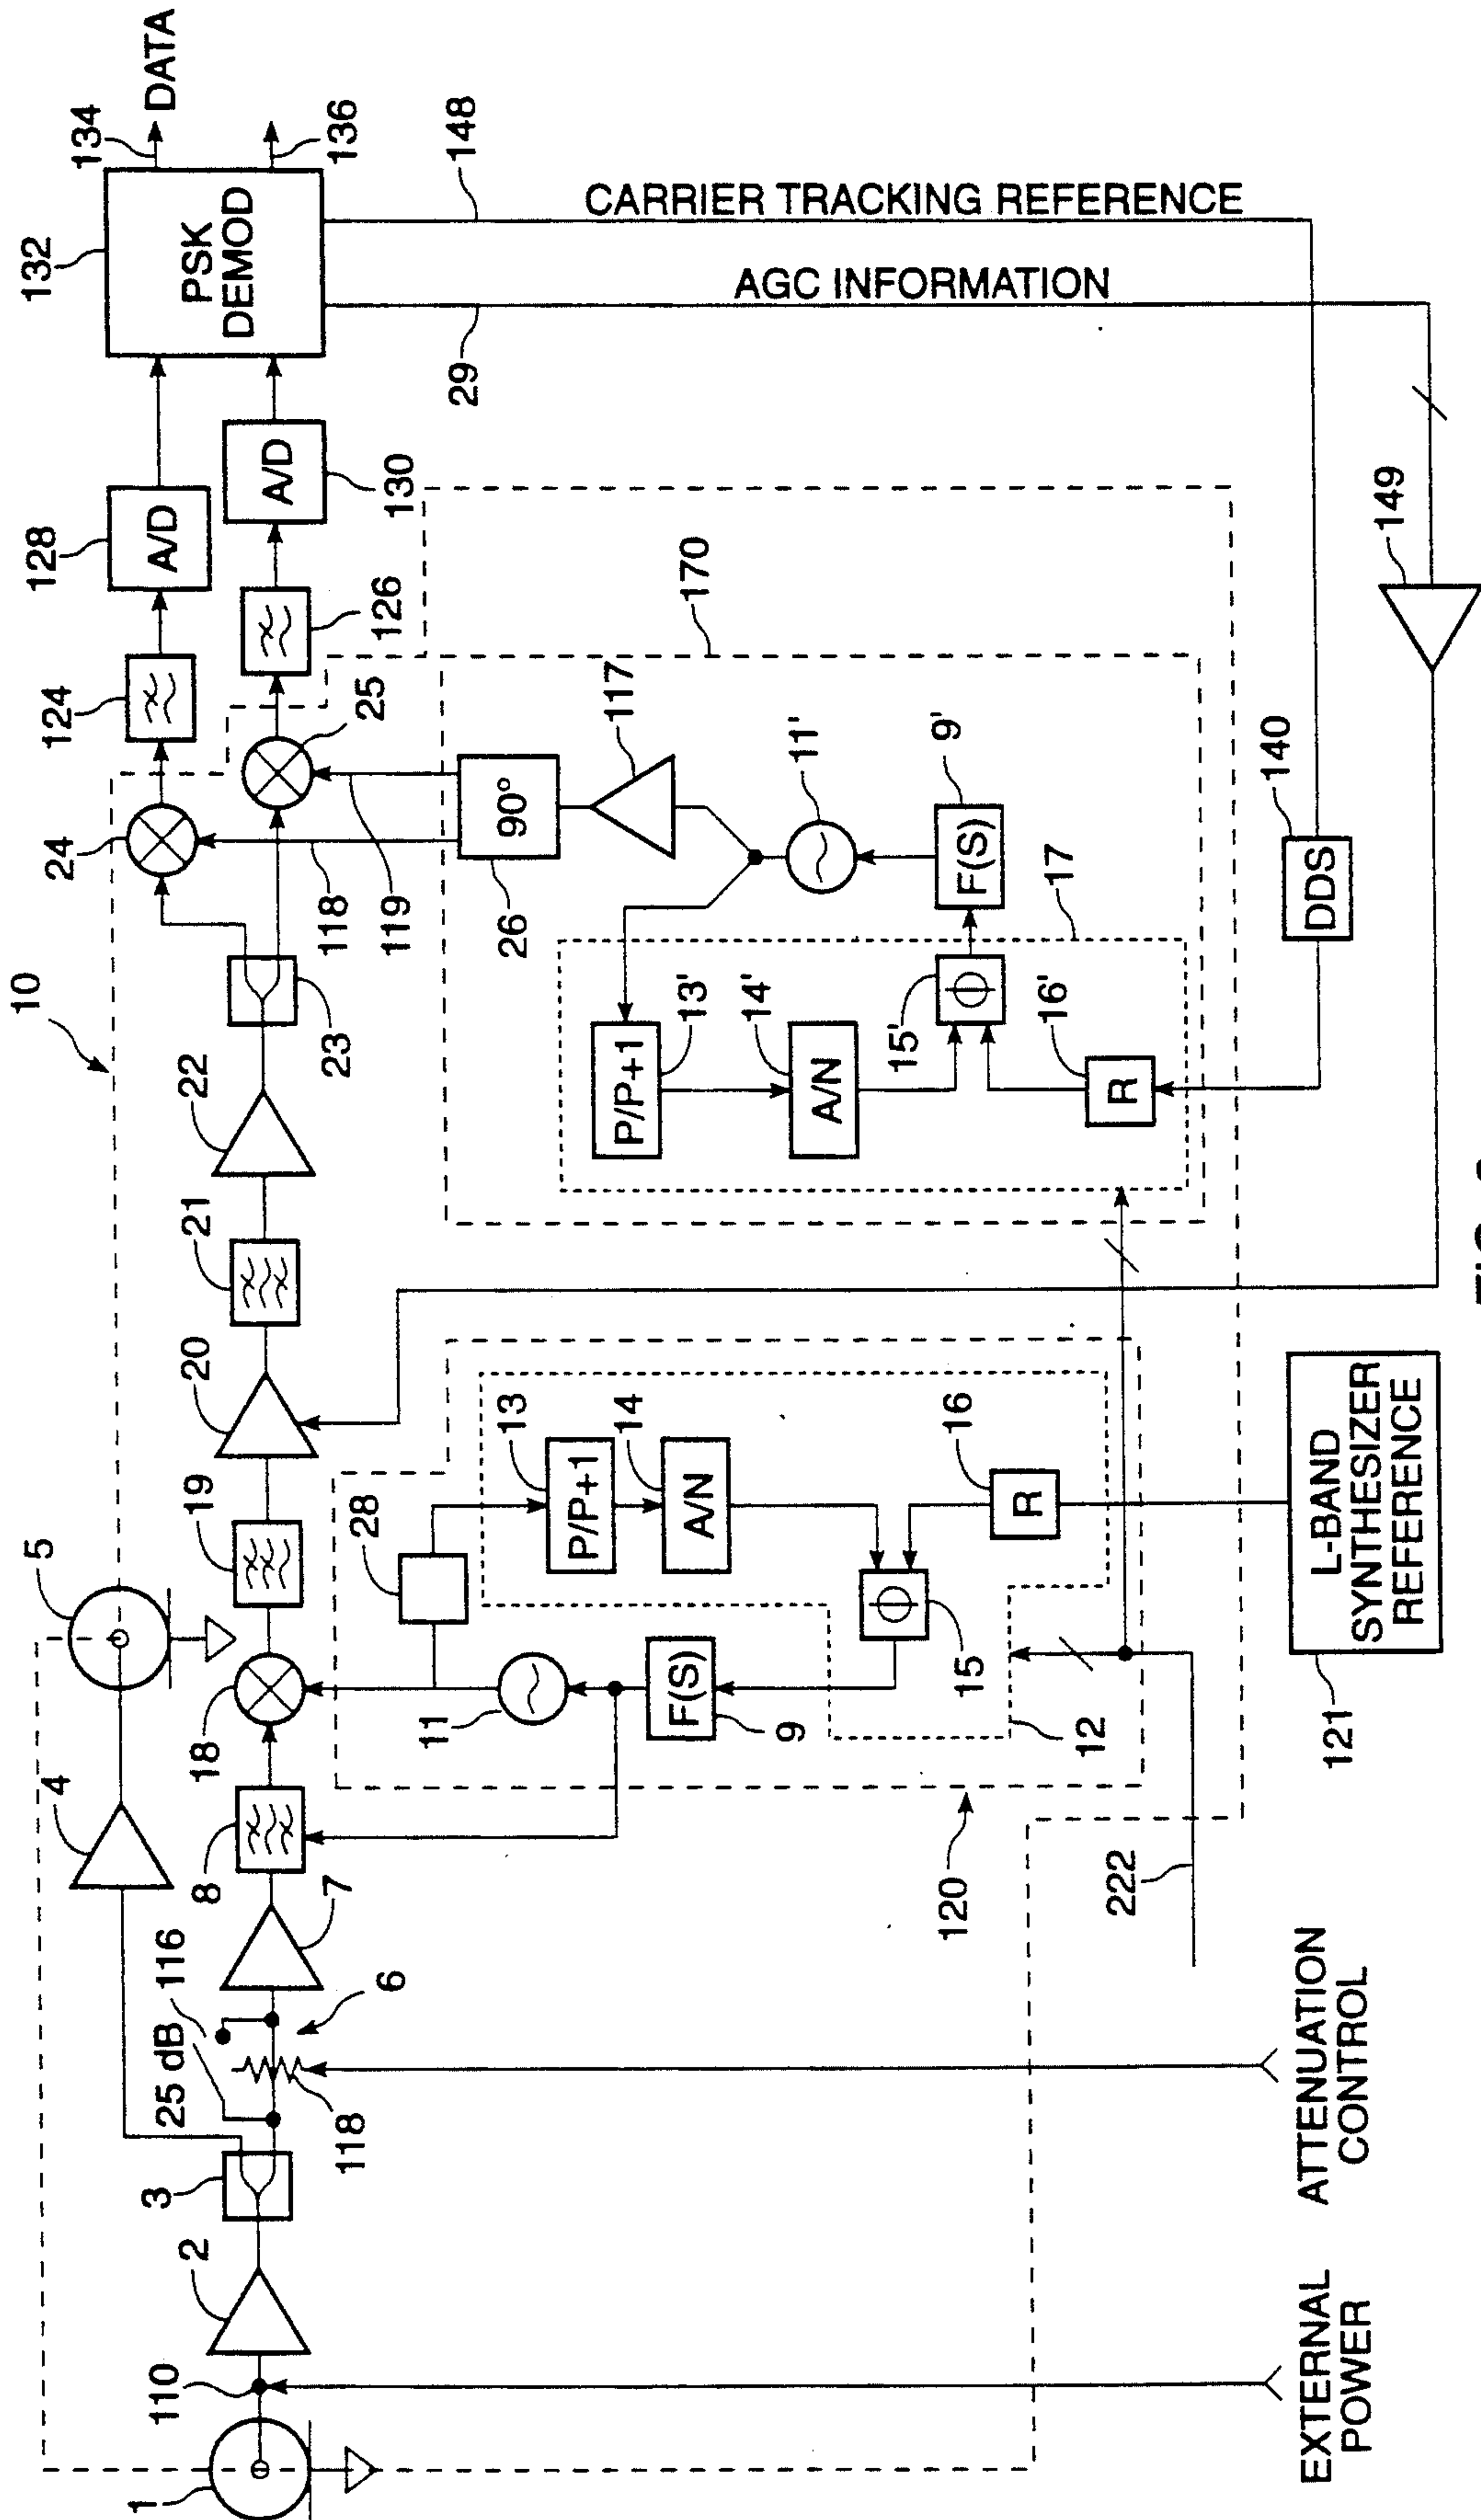 10
132
134
DATA
136
PSK
DEMOD
128
A/D
A/D
130
124
126
24
25
118
119
23
22
21
20
19
5
18
4
8
7
116
25 dB
6
118
3
2
110
1
148
CARRIER TRACKING REFERENCE
AGC INFORMATION
29
149
170
117
90°
26
11'
9'
F(S)
17
13'
P/P+1
14'
A/N
15'
16'
R
140
DDS
28
13
P/P+1
14
A/N
16
R
11
F(S)
9
15
12
120
222
L-BAND
SYNTHESIZER
REFERENCE
121
ATTENUATION
CONTROL
EXTERNAL
POWER